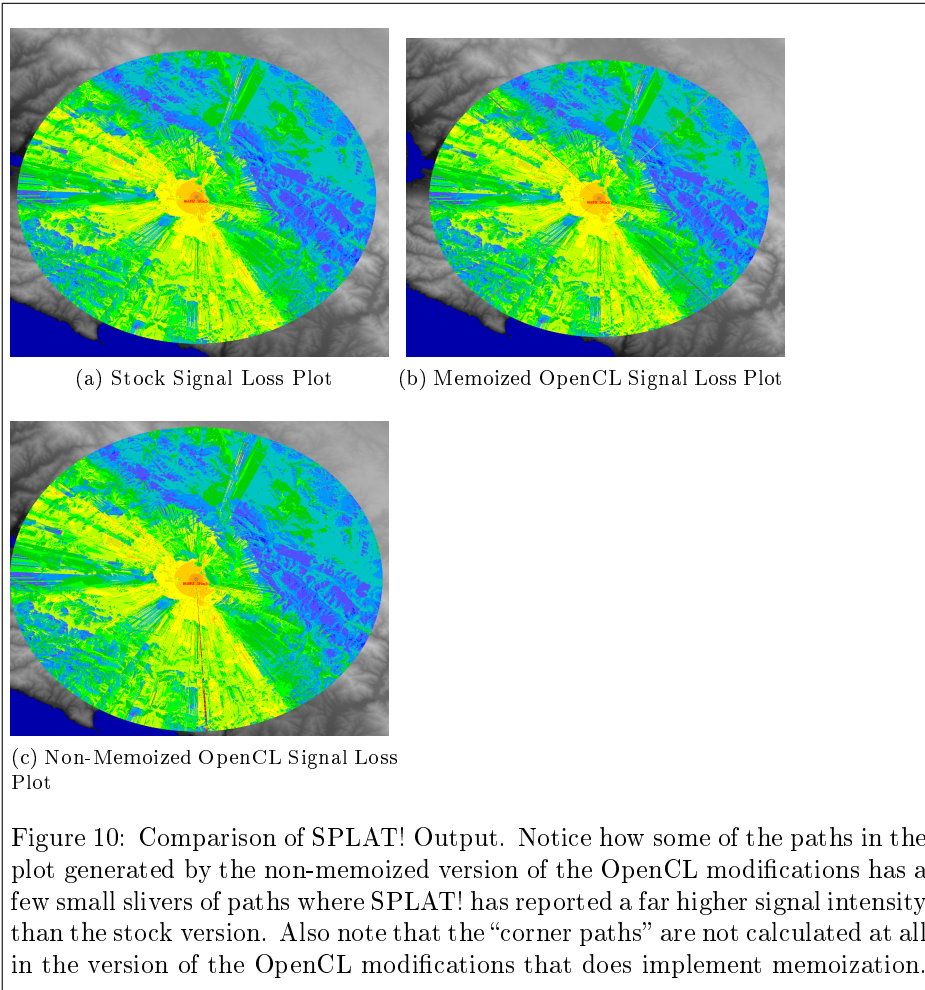 (a) Stock Signal Loss Plot
(b) Memoized OpenCL Signal Loss Plot
(c) Non-Memoized OpenCL Signal Loss
Plot
Figure 10: Comparison of SPLAT! Output. Notice how some of the paths in the
plot generated by the non-memoized version of the OpenCL modifications has a
few small slivers of paths where SPLAT! has reported a far higher signal intensity
than the stock version. Also note that the “corner paths” are not calculated at all
in the version of the OpenCL modifications that does implement memoization.